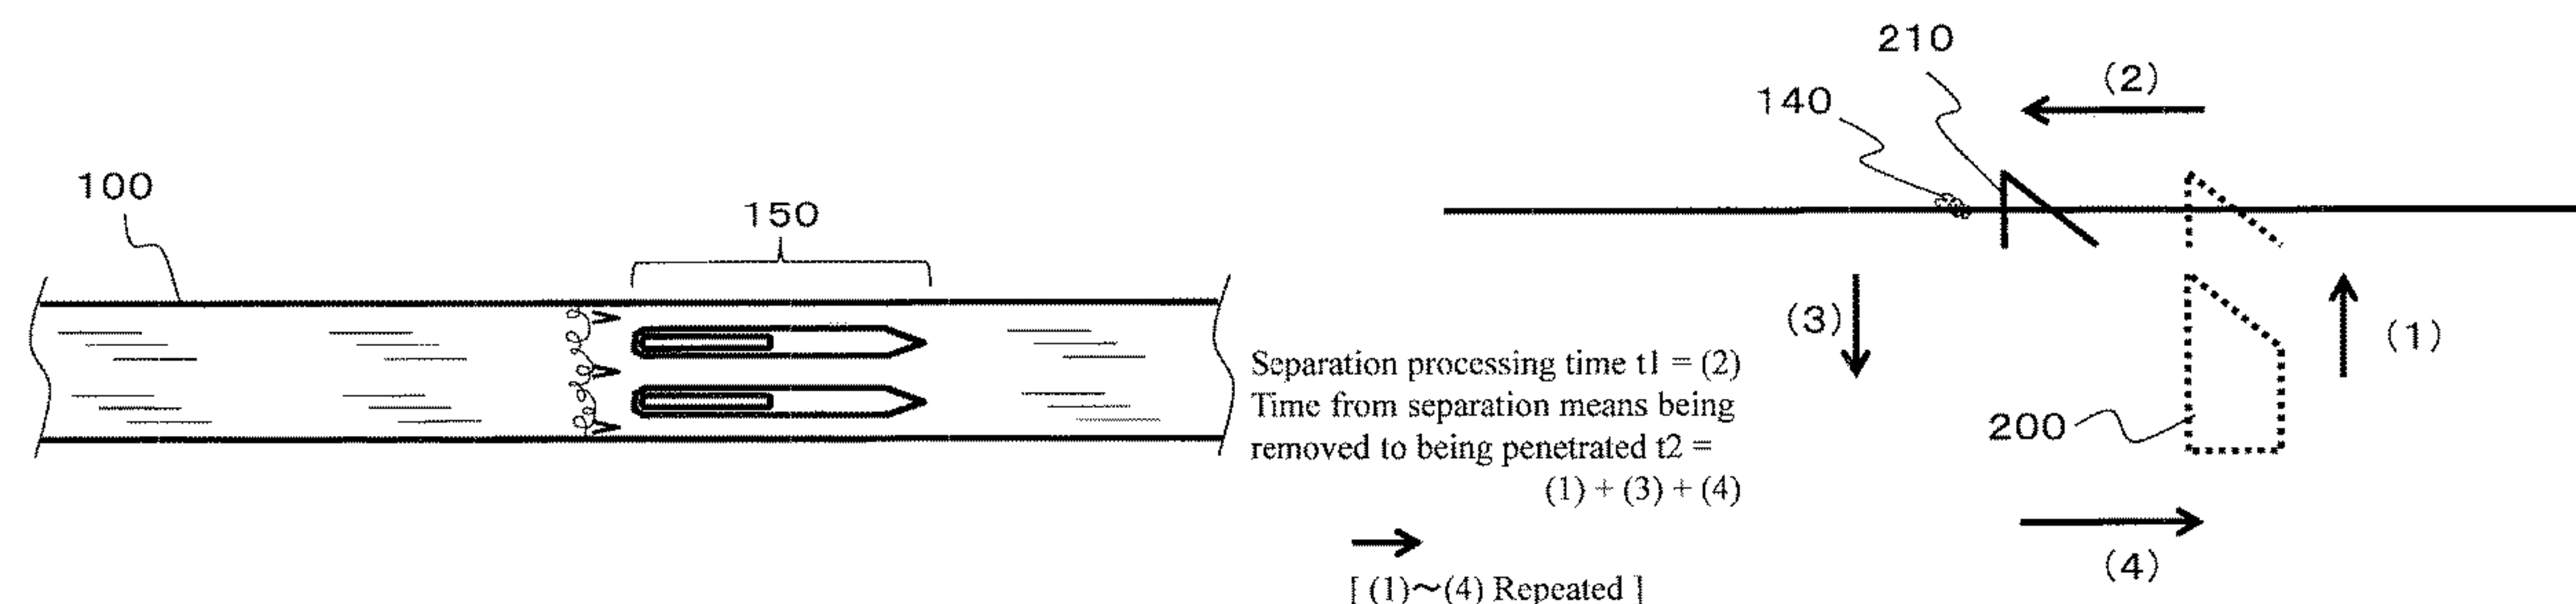 100
150
210
140
(2)
(3)
(1)
200
(4)
Separation processing time t1 = (2)
Time from separation means being
removed to being penetrated t2 =
(1) + (3) + (4)
[ (1)～(4) Repeated ]